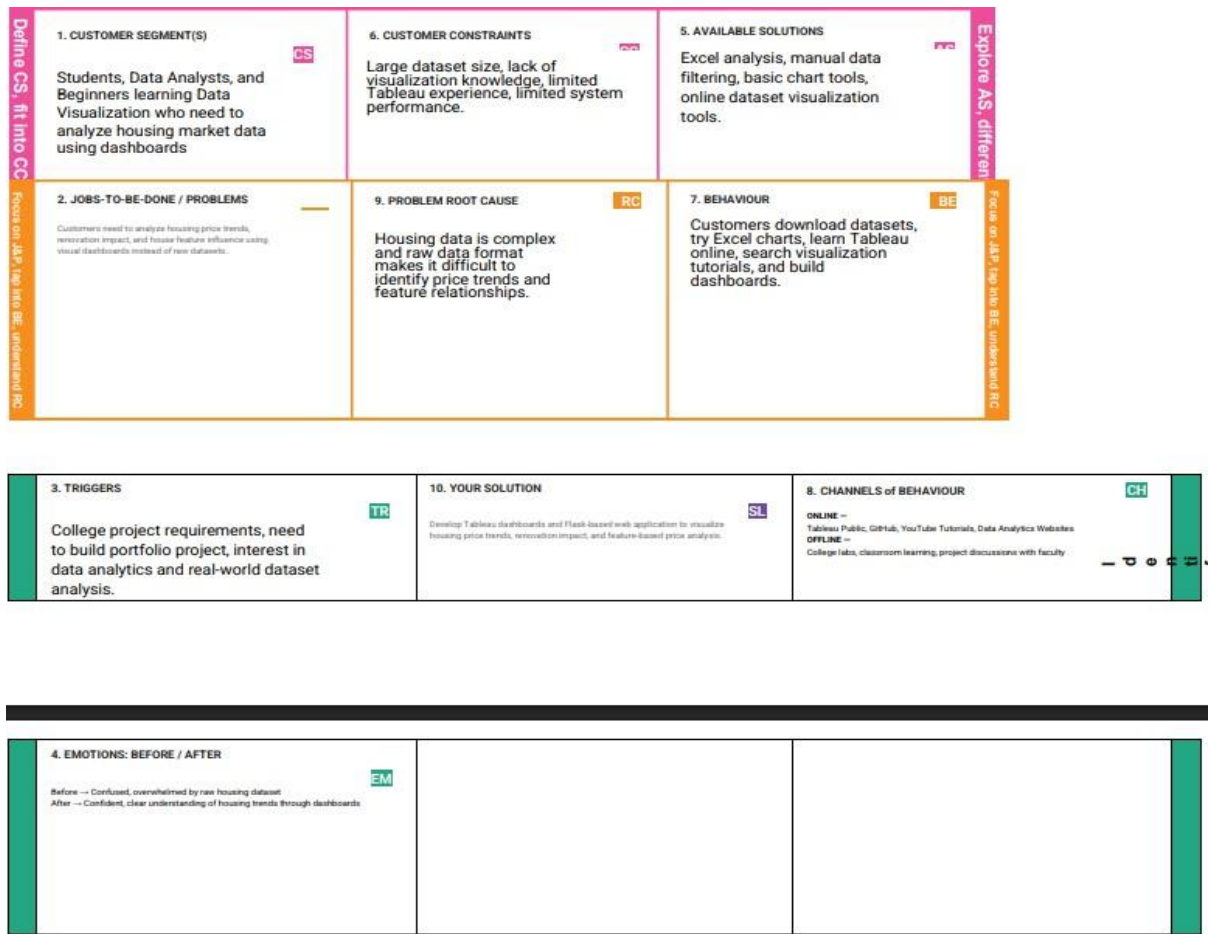 Define CS, fit into CC
1. CUSTOMER SEGMENT(S)
CS
Students, Data Analysts, and
Beginners learning Data
Visualization who need to
analyze housing market data
using dashboards
6. CUSTOMER CONSTRAINTS
Large dataset size, lack of
visualization knowledge, limited
Tableau experience, limited system
performance.
5. AVAILABLE SOLUTIONS
AS
Excel analysis, manual data
filtering, basic chart tools,
online dataset visualization
tools.
Explore AS, differen
Focus on J&P, tap into BE, understand RC
2. JOBS-TO-BE-DONE / PROBLEMS
Customers need to analyze housing price trends,
renovation impact, and house feature influence using
visual dashboards instead of raw datasets.
9. PROBLEM ROOT CAUSE
RC
Housing data is complex
and raw data format
makes it difficult to
identify price trends and
feature relationships.
7. BEHAVIOUR
BE
Customers download datasets,
try Excel charts, learn Tableau
online, search visualization
tutorials, and build
dashboards.
Focus on J&P, tap into BE, understand RC
3. TRIGGERS
TR
College project requirements, need
to build portfolio project, interest in
data analytics and real-world dataset
analysis.
10. YOUR SOLUTION
SL
Develop Tableau dashboards and Flask-based web application to visualize
housing price trends, renovation impact, and feature-based price analysis.
8. CHANNELS of BEHAVIOUR
CH
ONLINE —
Tableau Public, GitHub, YouTube Tutorials, Data Analytics Websites
OFFLINE —
College labs, classroom learning, project discussions with faculty
Identi
4. EMOTIONS: BEFORE / AFTER
EM
Before → Confused, overwhelmed by raw housing dataset
After → Confident, clear understanding of housing trends through dashboards